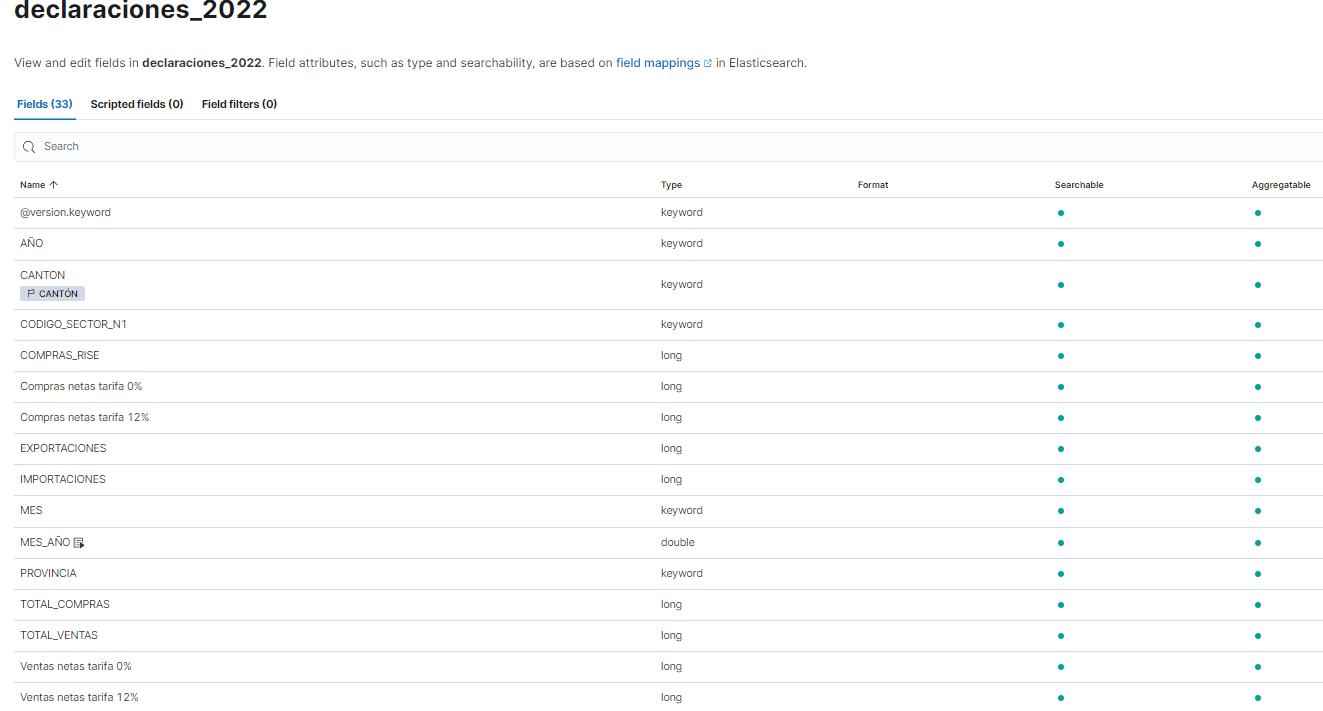 declaraciones_2022
View and edit fields in declaraciones_2022. Field attributes, such as type and searchability, are based on field mappings in Elasticsearch.
Fields (33) Scripted fields (0) Field filters (0)
Search
Name Type Format Searchable Aggregatable
@version.keyword keyword
AÑO keyword
CANTON
CANTÓN
keyword
CODIGO_SECTOR_N1 keyword
COMPRAS_RISE long
Compras netas tarifa 0% long
Compras netas tarifa 12% long
EXPORTACIONES long
IMPORTACIONES long
MES keyword
MES_AÑO double
PROVINCIA keyword
TOTAL_COMPRAS long
TOTAL_VENTAS long
Ventas netas tarifa 0% long
Ventas netas tarifa 12% long